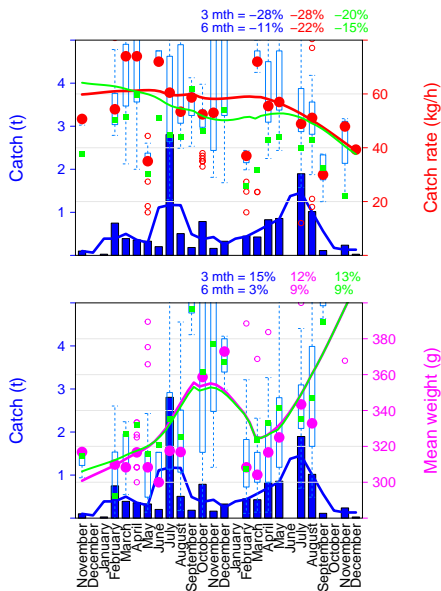 3 mth = −28% −28% −20%
6 mth = −11% −22% −15%
5
4
3
2
1
Catch (t)
60
40
20
Catch rate (kg/h)
3 mth = 15% 12% 13%
6 mth = 3% 9% 9%
5
4
3
2
1
Catch (t)
380
360
340
320
300
Mean weight (g)
November
December
January
February
March
April
May
June
July
August
September
October
November
December
January
February
March
April
May
June
July
August
September
October
November
December